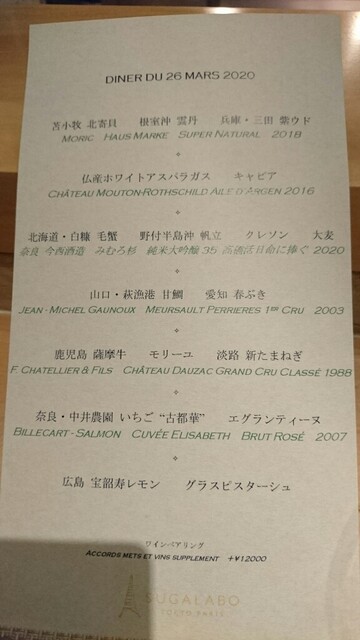 DINER DU 26 MARS 2020
苫小牧 北寄貝 根室沖 雲丹 兵庫・三田 紫ウド
MORIC HAUS MARKE SUPER NATURAL 2018
仏産ホワイトアスパラガス キャビア
CHÂTEAU MOUTON-ROTHSCHILD AILE D'ARGEN 2016
北海道・白糠 毛蟹 野付半島沖 帆立 クレソン 大麦
奈良 今西酒造 みむろ杉 純米大吟醸 35 高橋活日命に捧ぐ 2020
山口・萩漁港 甘鯛 愛知 春ぶき
JEAN - MICHEL GAUNOUX MEURSAULT PERRIERES 1ER CRU 2003
鹿児島 薩摩牛 モリーユ 淡路 新たまねぎ
F. CHATELLIER & FILS CHÂTEAU DAUZAC GRAND CRU CLASSÉ 1988
奈良・中井農園 いちご "古都華" エグランティーヌ
BILLECART - SALMON CUVÉE ELISABETH BRUT ROSÉ 2007
広島 宝韶寿レモン グラスピスターシュ
ワインペアリング
ACCORDS METS ET VINS SUPPLEMENT +¥12000
SUGALABO
TOKYO PARIS